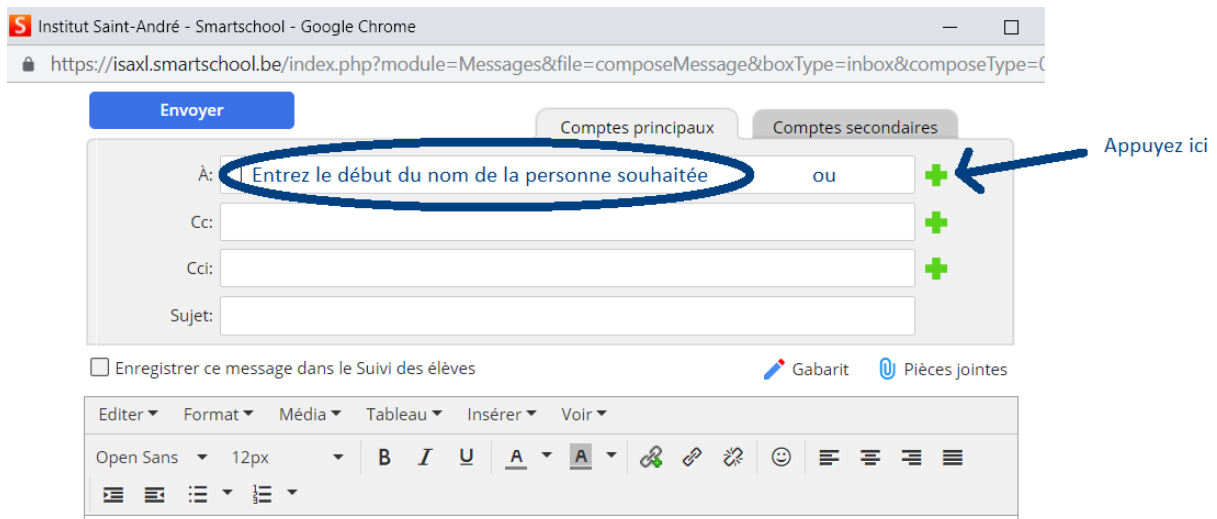 Institut Saint-André - Smartschool - Google Chrome
https://isaxl.smartschool.be/index.php?module=Messages&file=composeMessage&boxType=inbox&composeType=0
Envoyer
Comptes principaux Comptes secondaires
Appuyez ici
À: Entrez le début du nom de la personne souhaitée ou
Cc:
Cci:
Sujet:
Enregistrer ce message dans le Suivi des élèves Gabarit Pièces jointes
Editer Format Média Tableau Insérer Voir
Open Sans 12px B I U A A